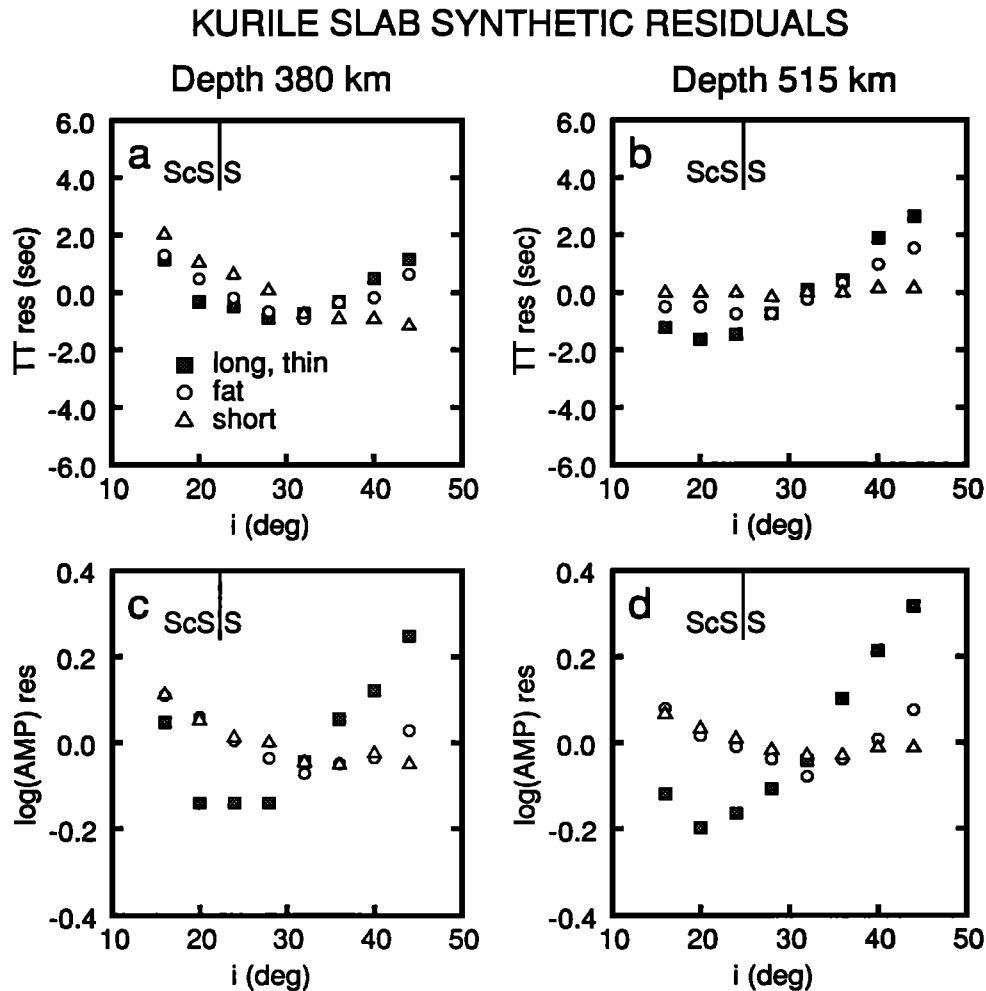 KURILE SLAB SYNTHETIC RESIDUALS
Depth 380 km
Depth 515 km
a
ScS S
TT res (sec)
6.0
4.0
2.0
0.0
-2.0
-4.0
-6.0
long, thin
fat
short
10 20 30 40 50
i (deg)
b
ScS S
TT res (sec)
6.0
4.0
2.0
0.0
-2.0
-4.0
-6.0
10 20 30 40 50
i (deg)
c
ScS S
log(AMP) res
0.4
0.2
0.0
-0.2
-0.4
10 20 30 40 50
i (deg)
d
ScS S
log(AMP) res
0.4
0.2
0.0
-0.2
-0.4
10 20 30 40 50
i (deg)